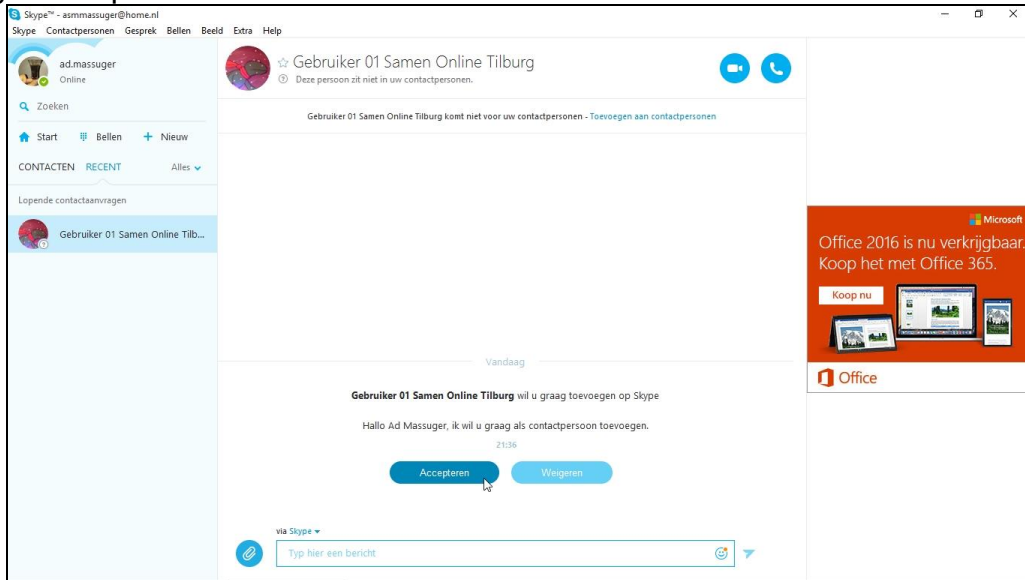 Skype™ - asmmassuger@home.nl
Skype Contactpersonen Gesprek Bellen Beeld Extra Help
ad.massuger
Online
Zoeken
Start Bellen Nieuw
CONTACTEN RECENT Alles
Lopende contactaanvragen
Gebruiker 01 Samen Online Tilb...
Gebruiker 01 Samen Online Tilburg
Deze persoon zit niet in uw contactpersonen.
Gebruiker 01 Samen Online Tilburg komt niet voor uw contactpersonen - Toevoegen aan contactpersonen
Vandaag
Gebruiker 01 Samen Online Tilburg wil u graag toevoegen op Skype
Hallo Ad Massuger, ik wil u graag als contactpersoon toevoegen.
21:36
Accepteren Weigeren
via Skype
Typ hier een bericht
Microsoft
Office 2016 is nu verkrijgbaar.
Koop het met Office 365.
Koop nu
Office